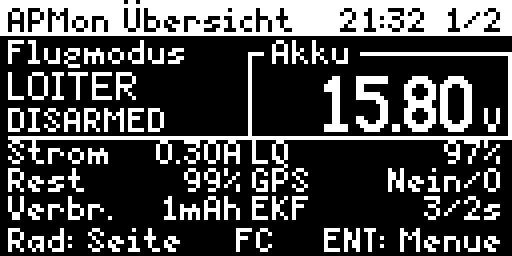 APMon Übersicht 21:32 1/2
Flugmodus
LOITER
DISARMED
Akku
15.80 V
Strom 0.30A LQ 97%
Rest 99% GPS Nein/0
Verbr. 1mAh EKF 3/2s
Rad: Seite FC ENT: Menue